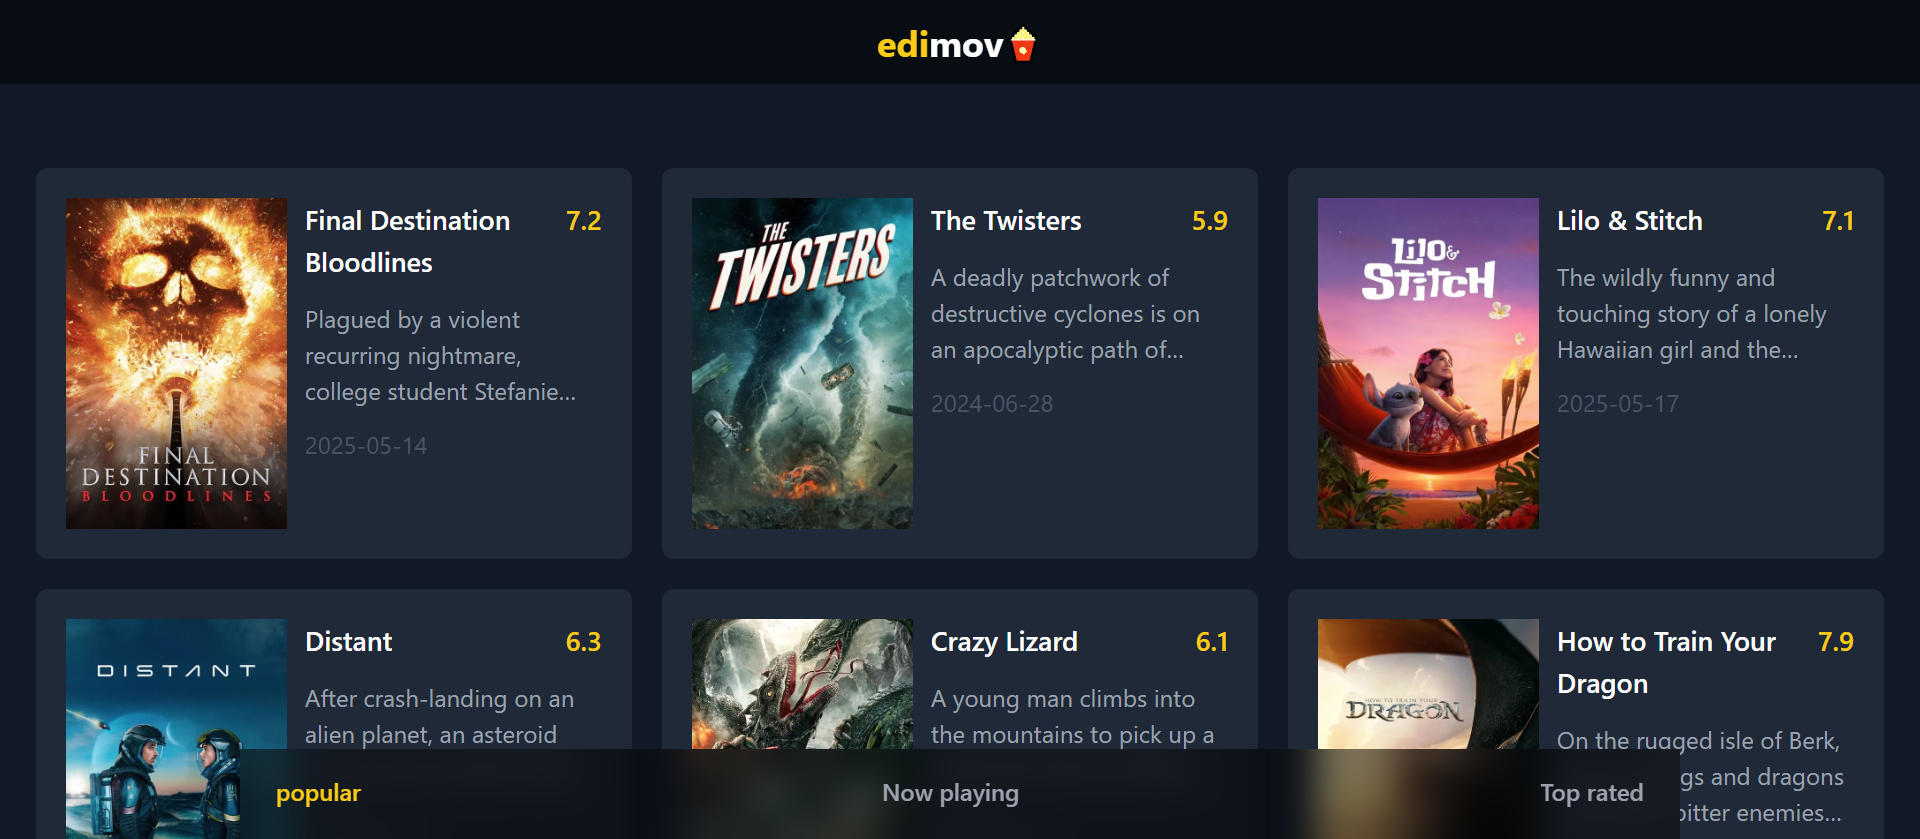 edimov
FINAL
DESTINATION
BLOODLINES
Final Destination
Bloodlines
7.2
Plagued by a violent
recurring nightmare,
college student Stefanie...
2025-05-14
THE
TWISTERS
The Twisters
5.9
A deadly patchwork of
destructive cyclones is on
an apocalyptic path of...
2024-06-28
Lilo &
Stitch
Lilo & Stitch
7.1
The wildly funny and
touching story of a lonely
Hawaiian girl and the...
2025-05-17
DISTANT
Distant
6.3
After crash-landing on an
alien planet, an asteroid
Crazy Lizard
6.1
A young man climbs into
the mountains to pick up a
HOW TO TRAIN YOUR
DRAGON
How to Train Your
Dragon
7.9
On the rugged isle of Berk,
gs and dragons
bitter enemies...
popular
Now playing
Top rated